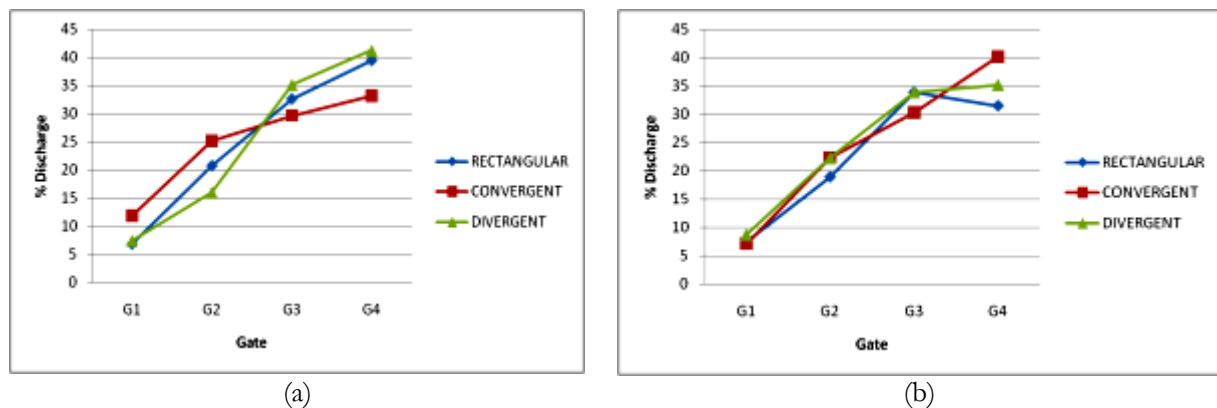 45
40
35
30
25
20
15
10
5
0
% Discharge
G1 G2 G3 G4
Gate
RECTANGULAR
CONVERGENT
DIVERGENT
(a)
45
40
35
30
25
20
15
10
5
0
% Discharge
G1 G2 G3 G4
Gate
RECTANGULAR
CONVERGENT
DIVERGENT
(b)